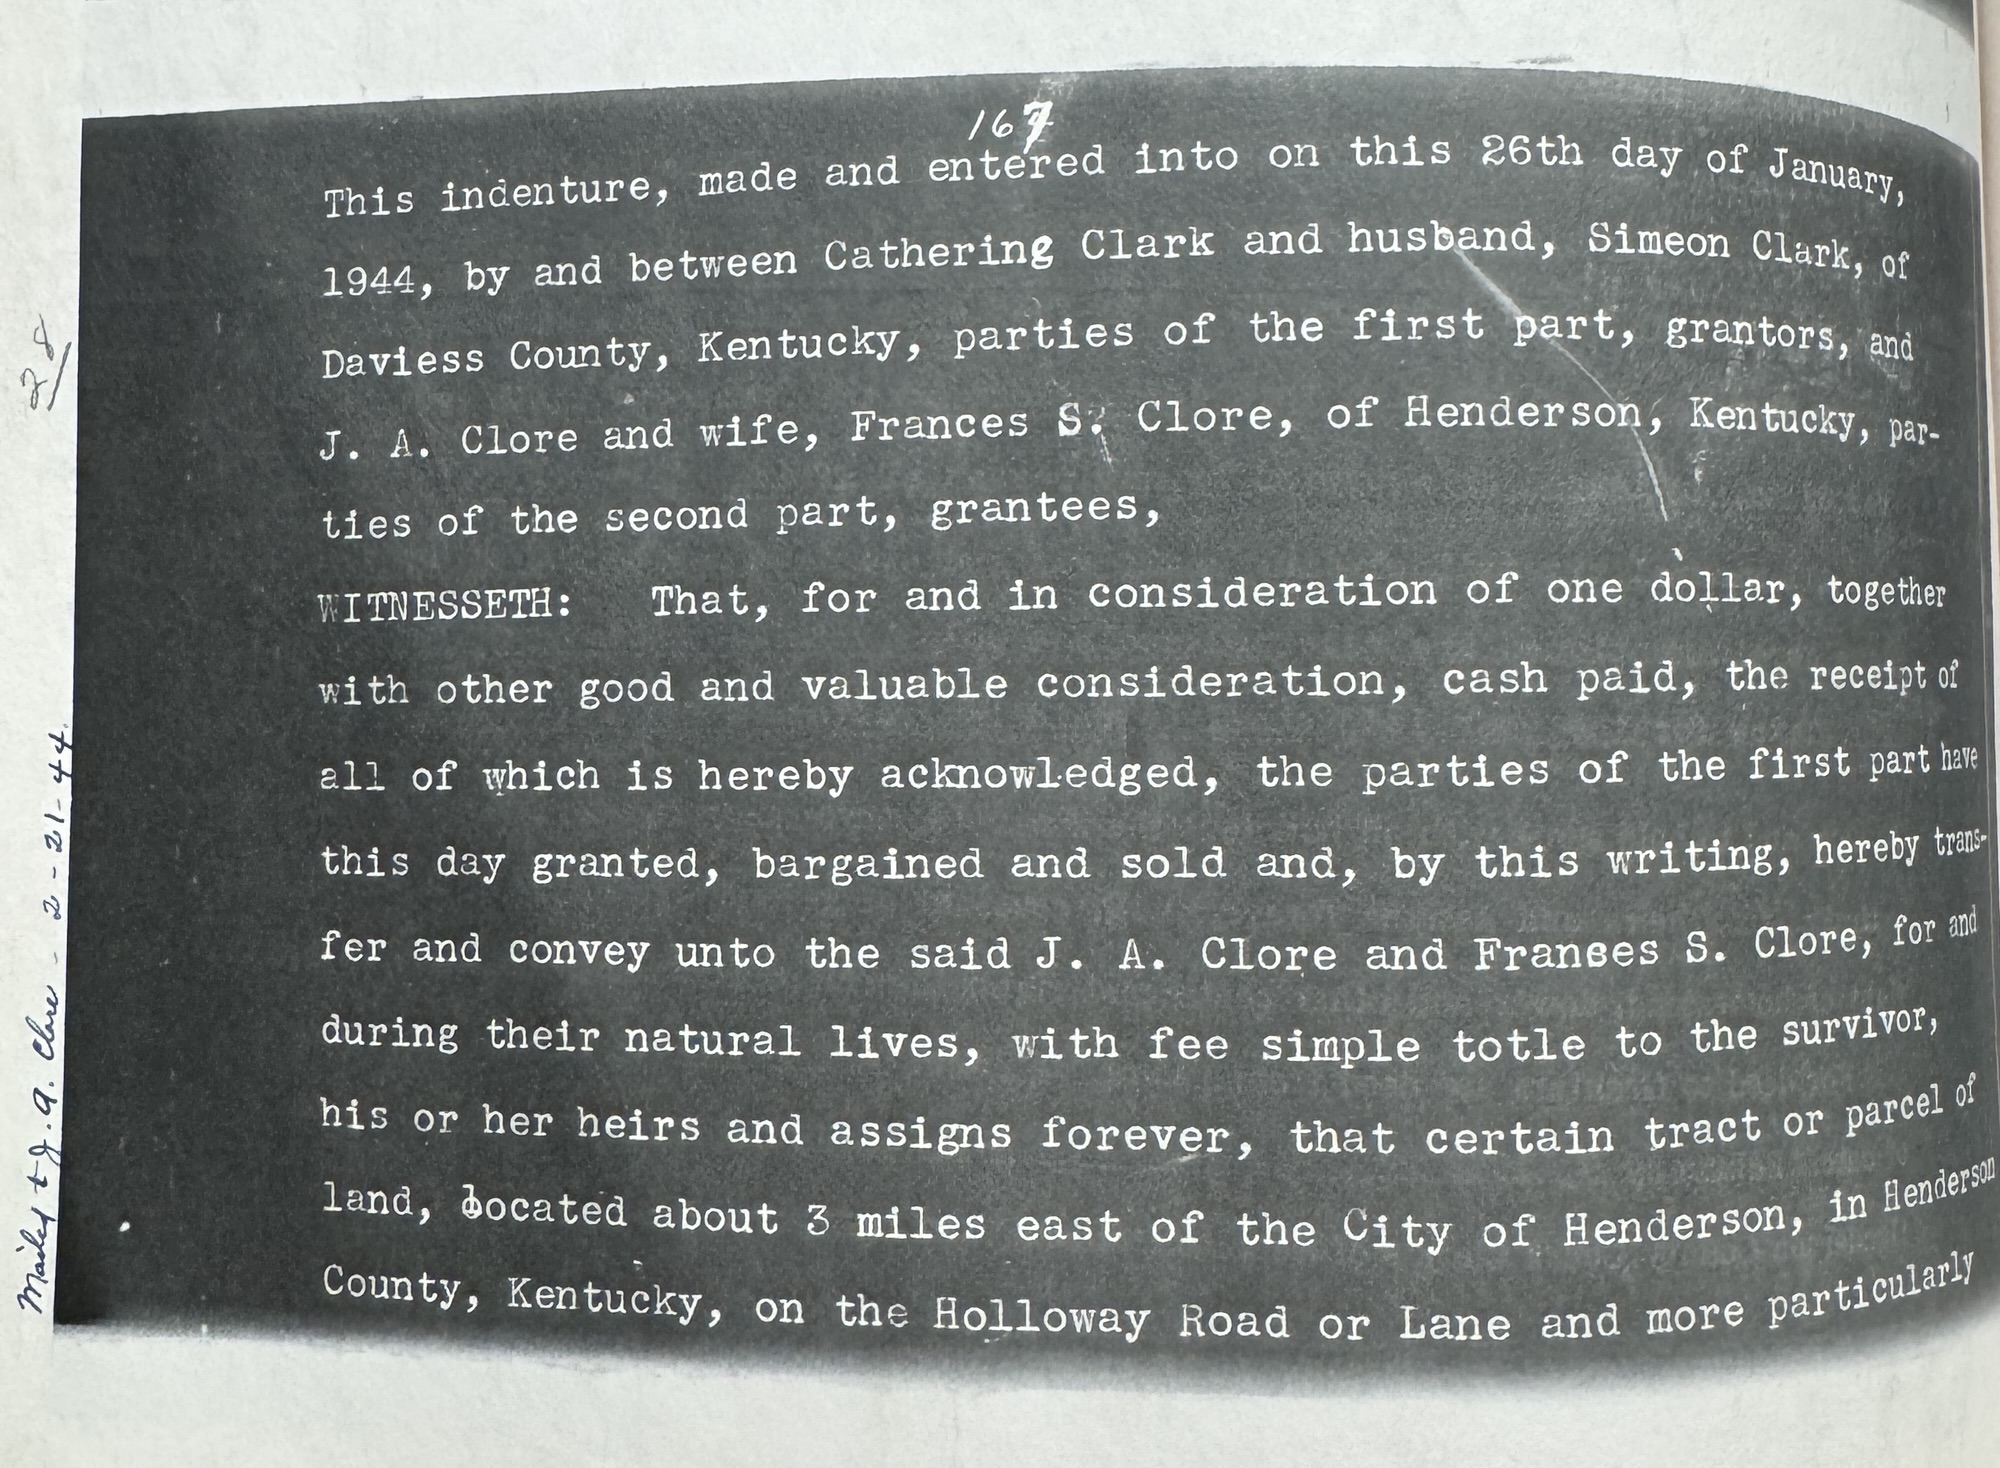 167
This indenture, made and entered into on this 26th day of January,
1944, by and between Cathering Clark and husband, Simeon Clark, of
Daviess County, Kentucky, parties of the first part, grantors, and
J. A. Clore and wife, Frances S. Clore, of Henderson, Kentucky, par-
ties of the second part, grantees,
WITNESSETH: That, for and in consideration of one dollar, together
with other good and valuable consideration, cash paid, the receipt of
all of which is hereby acknowledged, the parties of the first part have
this day granted, bargained and sold and, by this writing, hereby trans-
fer and convey unto the said J. A. Clore and Franses S. Clore, for and
during their natural lives, with fee simple totle to the survivor,
his or her heirs and assigns forever, that certain tract or parcel of
land, located about 3 miles east of the City of Henderson, in Henderson
County, Kentucky, on the Holloway Road or Lane and more particularly
Mailed to J. A. Clore - 2-21-44.
28